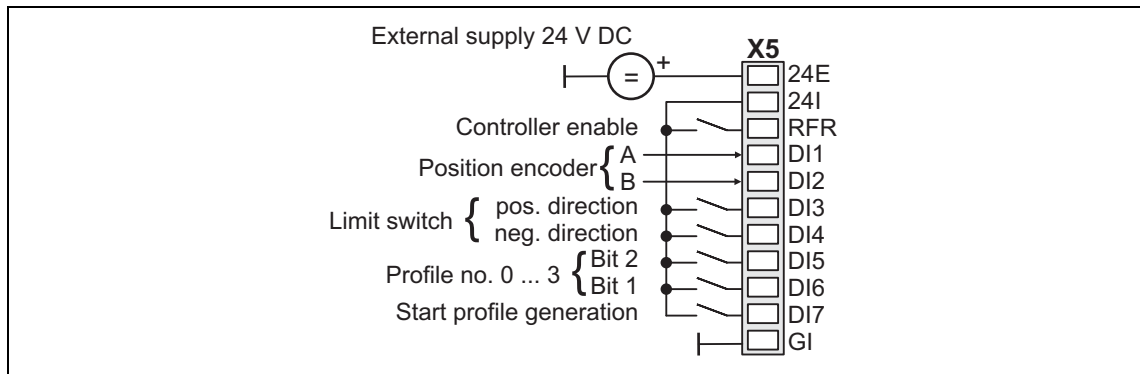 External supply 24 V DC
X5
+
=
24E
24I
Controller enable
RFR
Position encoder { A
DI1
B
DI2
Limit switch { pos. direction
DI3
neg. direction
DI4
Profile no. 0 ... 3 { Bit 2
DI5
Bit 1
DI6
Start profile generation
DI7
GI